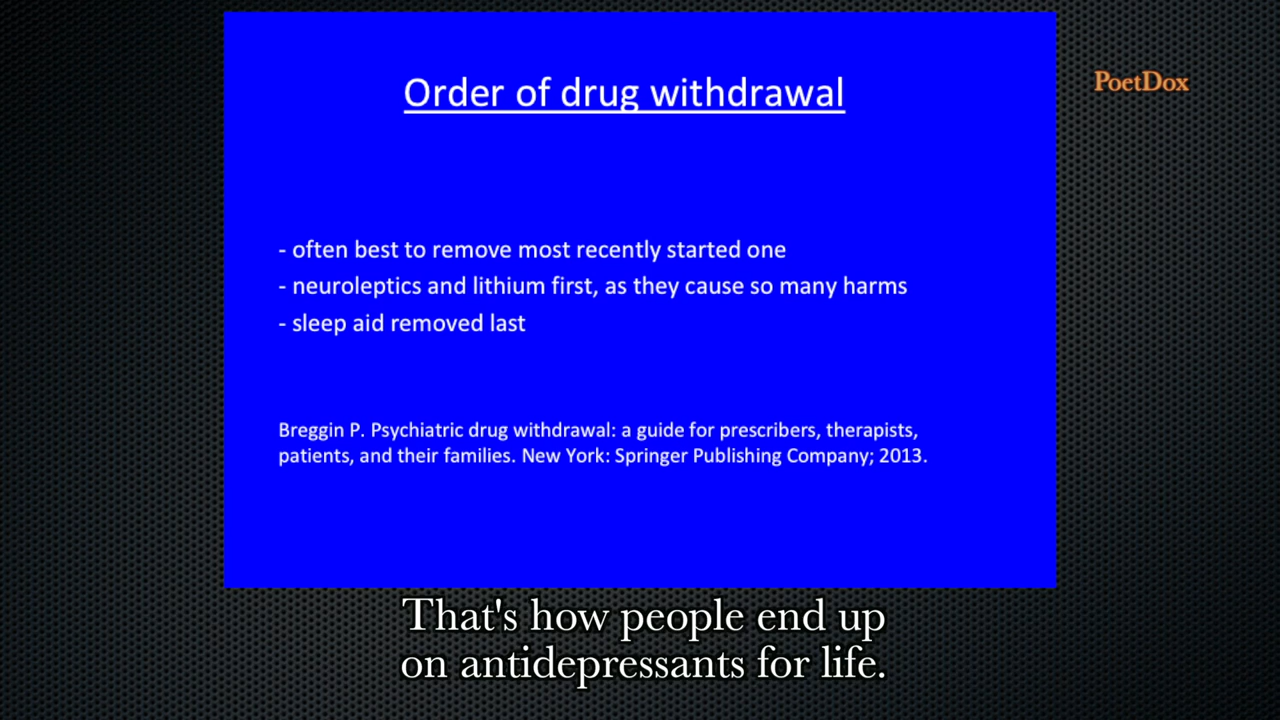 Order of drug withdrawal
PoetDox
- often best to remove most recently started one
- neuroleptics and lithium first, as they cause so many harms
- sleep aid removed last
Breggin P. Psychiatric drug withdrawal: a guide for prescribers, therapists,
patients, and their families. New York: Springer Publishing Company; 2013.
That's how people end up
on antidepressants for life.